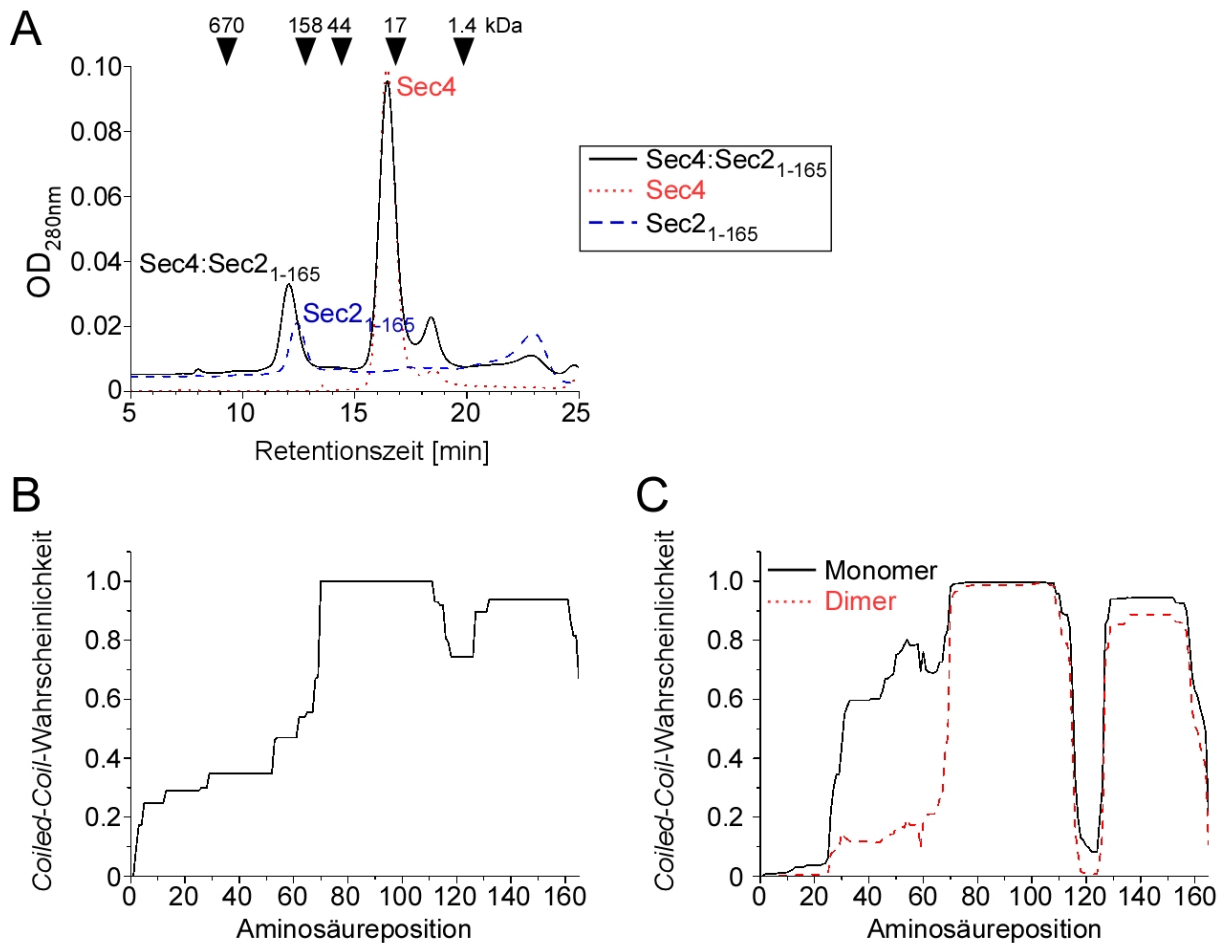 A
670 158 44 17 1.4 kDa
0.10
0.08
0.06
0.04
0.02
0
OD280nm
Sec4
Sec4:Sec21-165
Sec21-165
5 10 15 20 25
Retentionszeit [min]
Sec4:Sec21-165
Sec4
Sec21-165
B
Coiled-Coil-Wahrscheinlichkeit
1.0
0.8
0.6
0.4
0.2
0
0 20 40 60 80 100 120 140 160
Aminosäureposition
C
Coiled-Coil-Wahrscheinlichkeit
Monomer
Dimer
1.0
0.8
0.6
0.4
0.2
0
0 20 40 60 80 100 120 140 160
Aminosäureposition